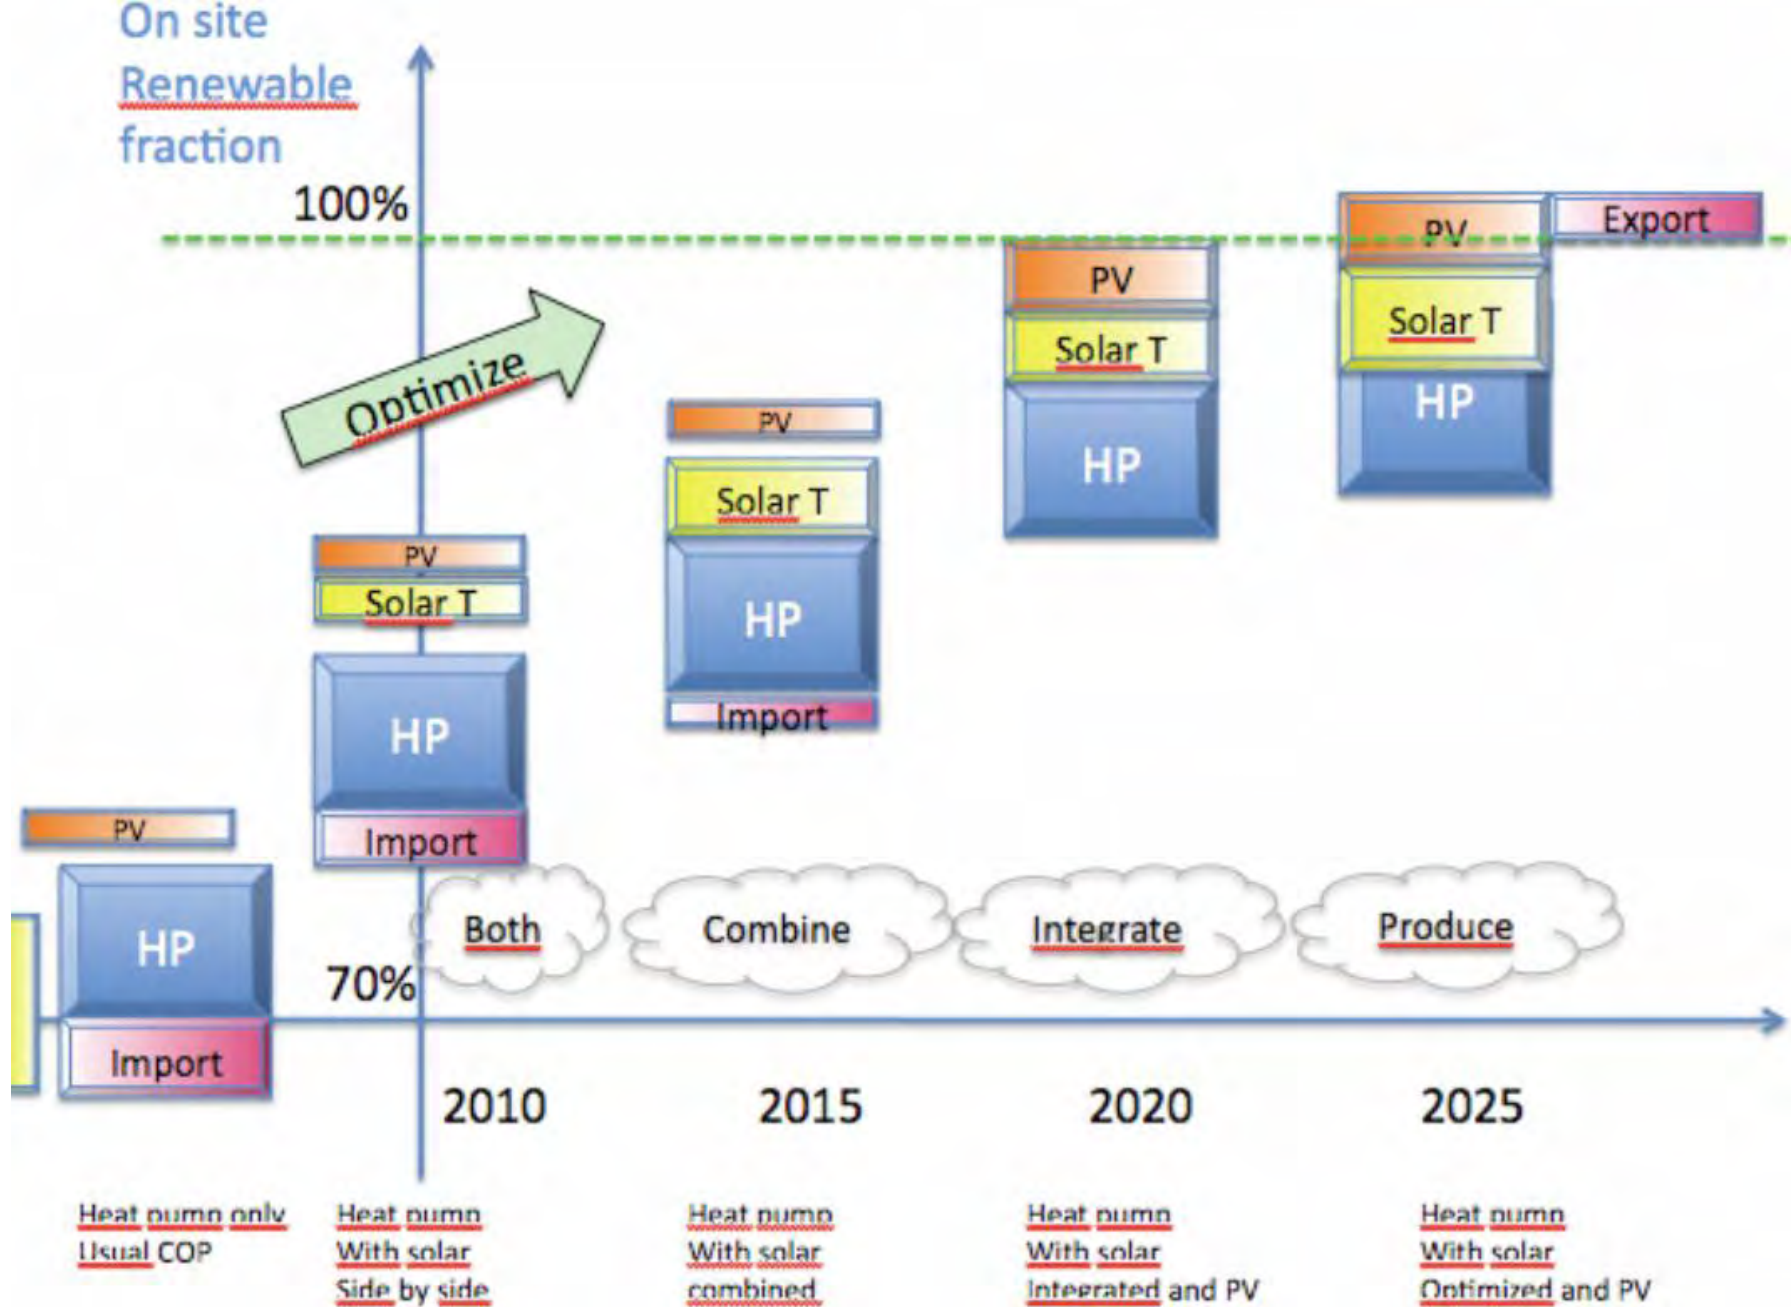 On site
Renewable
fraction
100%
PV
Export
PV
Solar T
Solar T
Optimize
HP
PV
HP
Solar T
PV
Solar T
HP
HP
Import
PV
Import
HP
Both
Combine
Integrate
Produce
70%
Import
2010
2015
2020
2025
Heat pump only
Usual COP
Heat pump
With solar
Side by side
Heat pump
With solar
combined
Heat pump
With solar
Integrated and PV
Heat pump
With solar
Optimized and PV